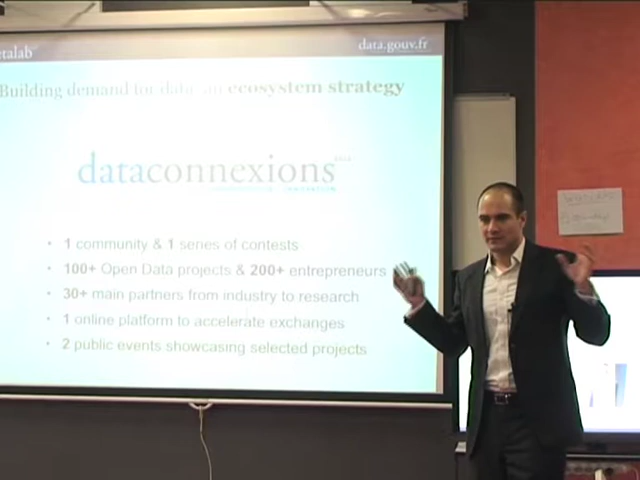 etalab
data.gouv.fr
Building demand for data: an ecosystem strategy
dataconnexions
• 1 community & 1 series of contests
• 100+ Open Data projects & 200+ entrepreneurs
• 30+ main partners from industry to research
• 1 online platform to accelerate exchanges
• 2 public events showcasing selected projects